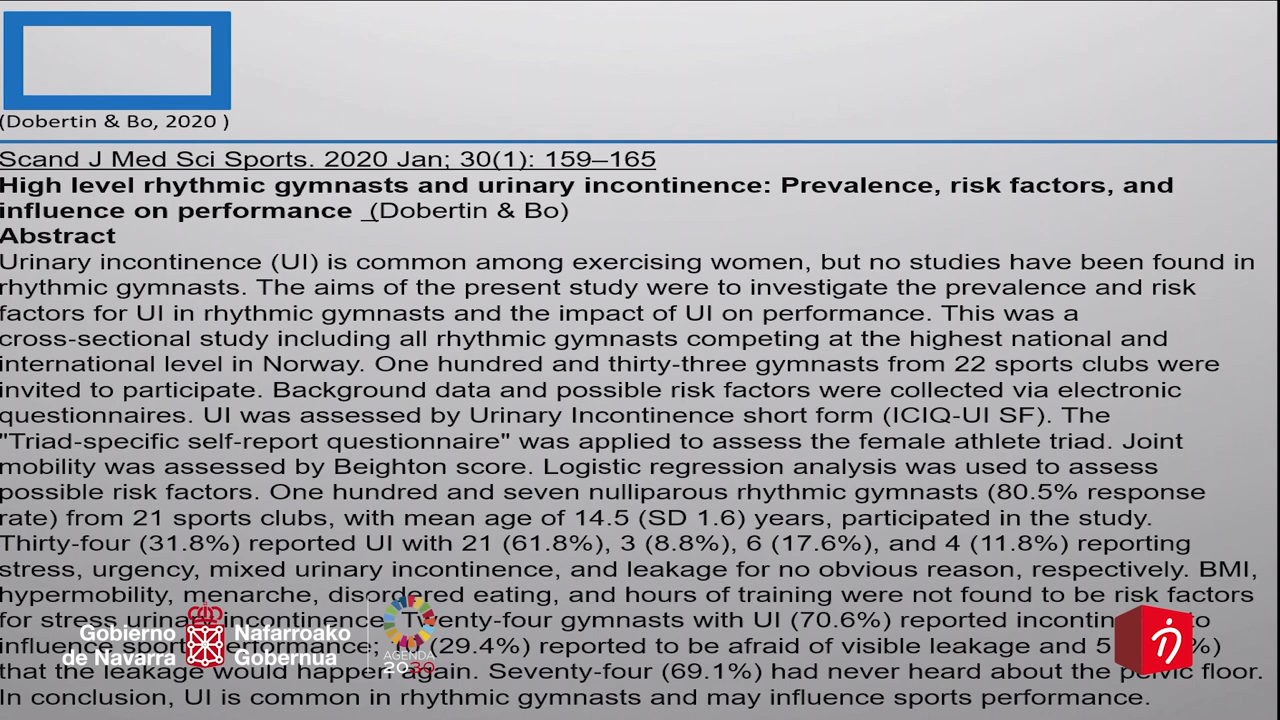 (Dobertin & Bo, 2020 )
Scand J Med Sci Sports. 2020 Jan; 30(1): 159–165
High level rhythmic gymnasts and urinary incontinence: Prevalence, risk factors, and
influence on performance _(Dobertin & Bo)
Abstract
Urinary incontinence (UI) is common among exercising women, but no studies have been found in
rhythmic gymnasts. The aims of the present study were to investigate the prevalence and risk
factors for UI in rhythmic gymnasts and the impact of UI on performance. This was a
cross-sectional study including all rhythmic gymnasts competing at the highest national and
international level in Norway. One hundred and thirty-three gymnasts from 22 sports clubs were
invited to participate. Background data and possible risk factors were collected via electronic
questionnaires. UI was assessed by Urinary Incontinence short form (ICIQ-UI SF). The
"Triad-specific self-report questionnaire" was applied to assess the female athlete triad. Joint
mobility was assessed by Beighton score. Logistic regression analysis was used to assess
possible risk factors. One hundred and seven nulliparous rhythmic gymnasts (80.5% response
rate) from 21 sports clubs, with mean age of 14.5 (SD 1.6) years, participated in the study.
Thirty-four (31.8%) reported UI with 21 (61.8%), 3 (8.8%), 6 (17.6%), and 4 (11.8%) reporting
stress, urgency, mixed urinary incontinence, and leakage for no obvious reason, respectively. BMI,
hypermobility, menarche, disordered eating, and hours of training were not found to be risk factors
for stress urinary incontinence. Twenty-four gymnasts with UI (70.6%) reported to
influence sports performance; (29.4%) reported to be afraid of visible leakage and 5
that the leakage would happen again. Seventy-four (69.1%) had never heard about the pelvic floor.
In conclusion, UI is common in rhythmic gymnasts and may influence sports performance.
Gobierno
de Navarra
Nafarroako
Gobernua
AGENDA
2030